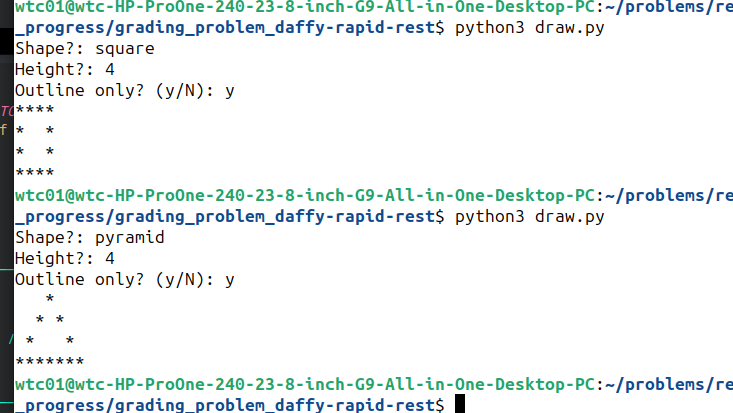 wtc01@wtc-HP-ProOne-240-23-8-inch-G9-All-in-One-Desktop-PC:~/problems/re
_progress/grading_problem_daffy-rapid-rest$ python3 draw.py
Shape?: square
Height?: 4
Outline only? (y/N): y
****
*  *
*  *
****
wtc01@wtc-HP-ProOne-240-23-8-inch-G9-All-in-One-Desktop-PC:~/problems/re
_progress/grading_problem_daffy-rapid-rest$ python3 draw.py
Shape?: pyramid
Height?: 4
Outline only? (y/N): y
   *
  * *
 *   *
*******
wtc01@wtc-HP-ProOne-240-23-8-inch-G9-All-in-One-Desktop-PC:~/problems/re
_progress/grading_problem_daffy-rapid-rest$